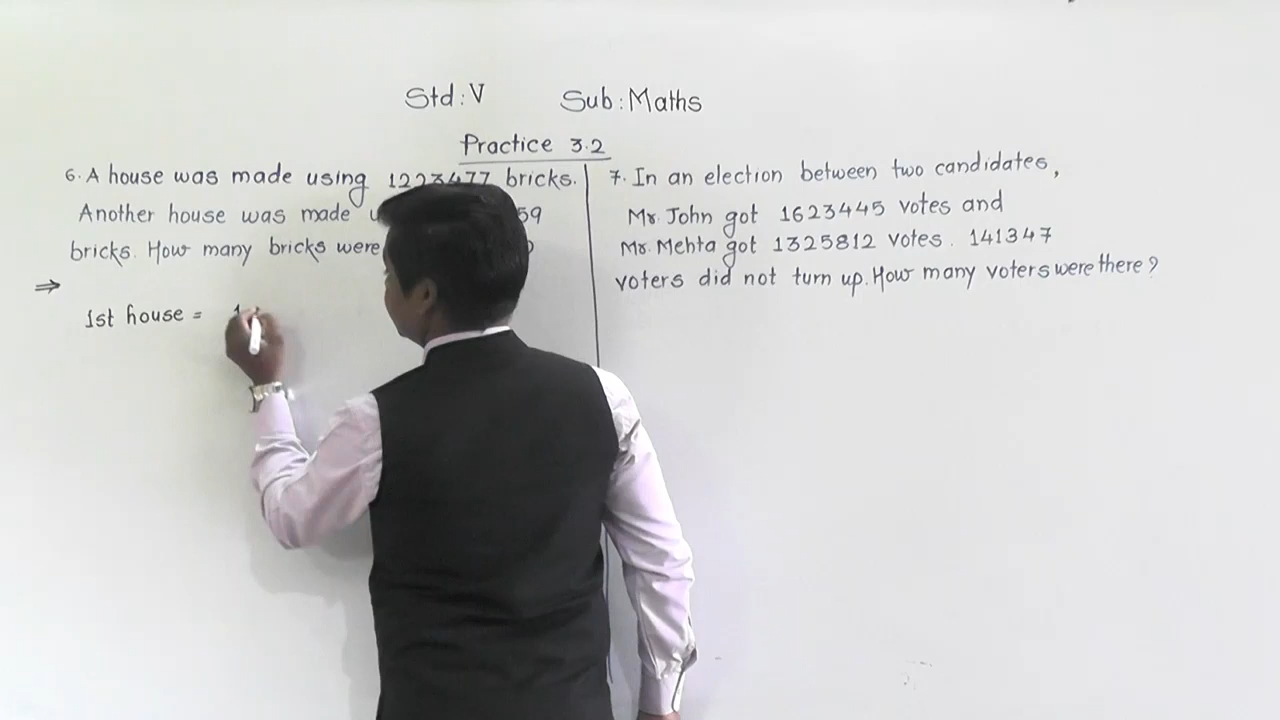 Std: V Sub: Maths
Practice 3.2
6. A house was made using 1223477 bricks.
Another house was made
bricks. How many bricks were
⇒
1st house =
7. In an election between two candidates,
Mr. John got 1623445 votes and
Mr. Mehta got 1325812 votes. 141347
voters did not turn up. How many voters were there?